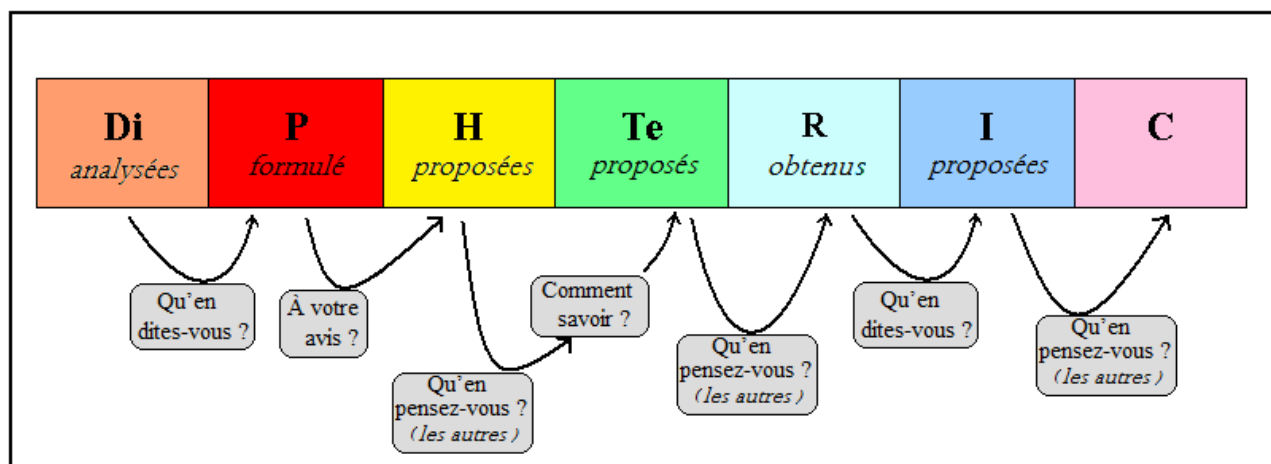 Di
analysées
P
formulé
H
proposées
Te
proposés
R
obtenus
I
proposées
C
Qu'en
dites-vous ?
À votre
avis ?
Qu'en
pensez-vous ?
(les autres)
Comment
savoir ?
Qu'en
pensez-vous ?
(les autres)
Qu'en
dites-vous ?
Qu'en
pensez-vous ?
(les autres)